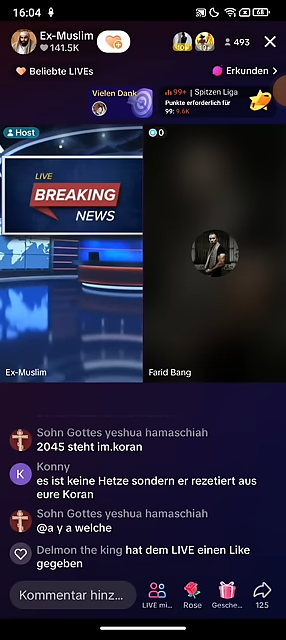 16:04
68
Ex-Muslim
141.5K
493
Beliebte LIVEs
Erkunden
Vielen Dank
99+ | Spitzen Liga
Punkte erforderlich für
99: 9.6K
Host
0
LIVE
BREAKING
NEWS
Ex-Muslim
Farid Bang
Sohn Gottes yeshua hamaschiah
2045 steht im.koran
K
Konny
es ist keine Hetze sondern er rezetiert aus
eure Koran
Sohn Gottes yeshua hamaschiah
@a y a welche
Delmon the king hat dem LIVE einen Like
gegeben
Kommentar hinz...
LIVE mi...
Rose
Gesche...
125